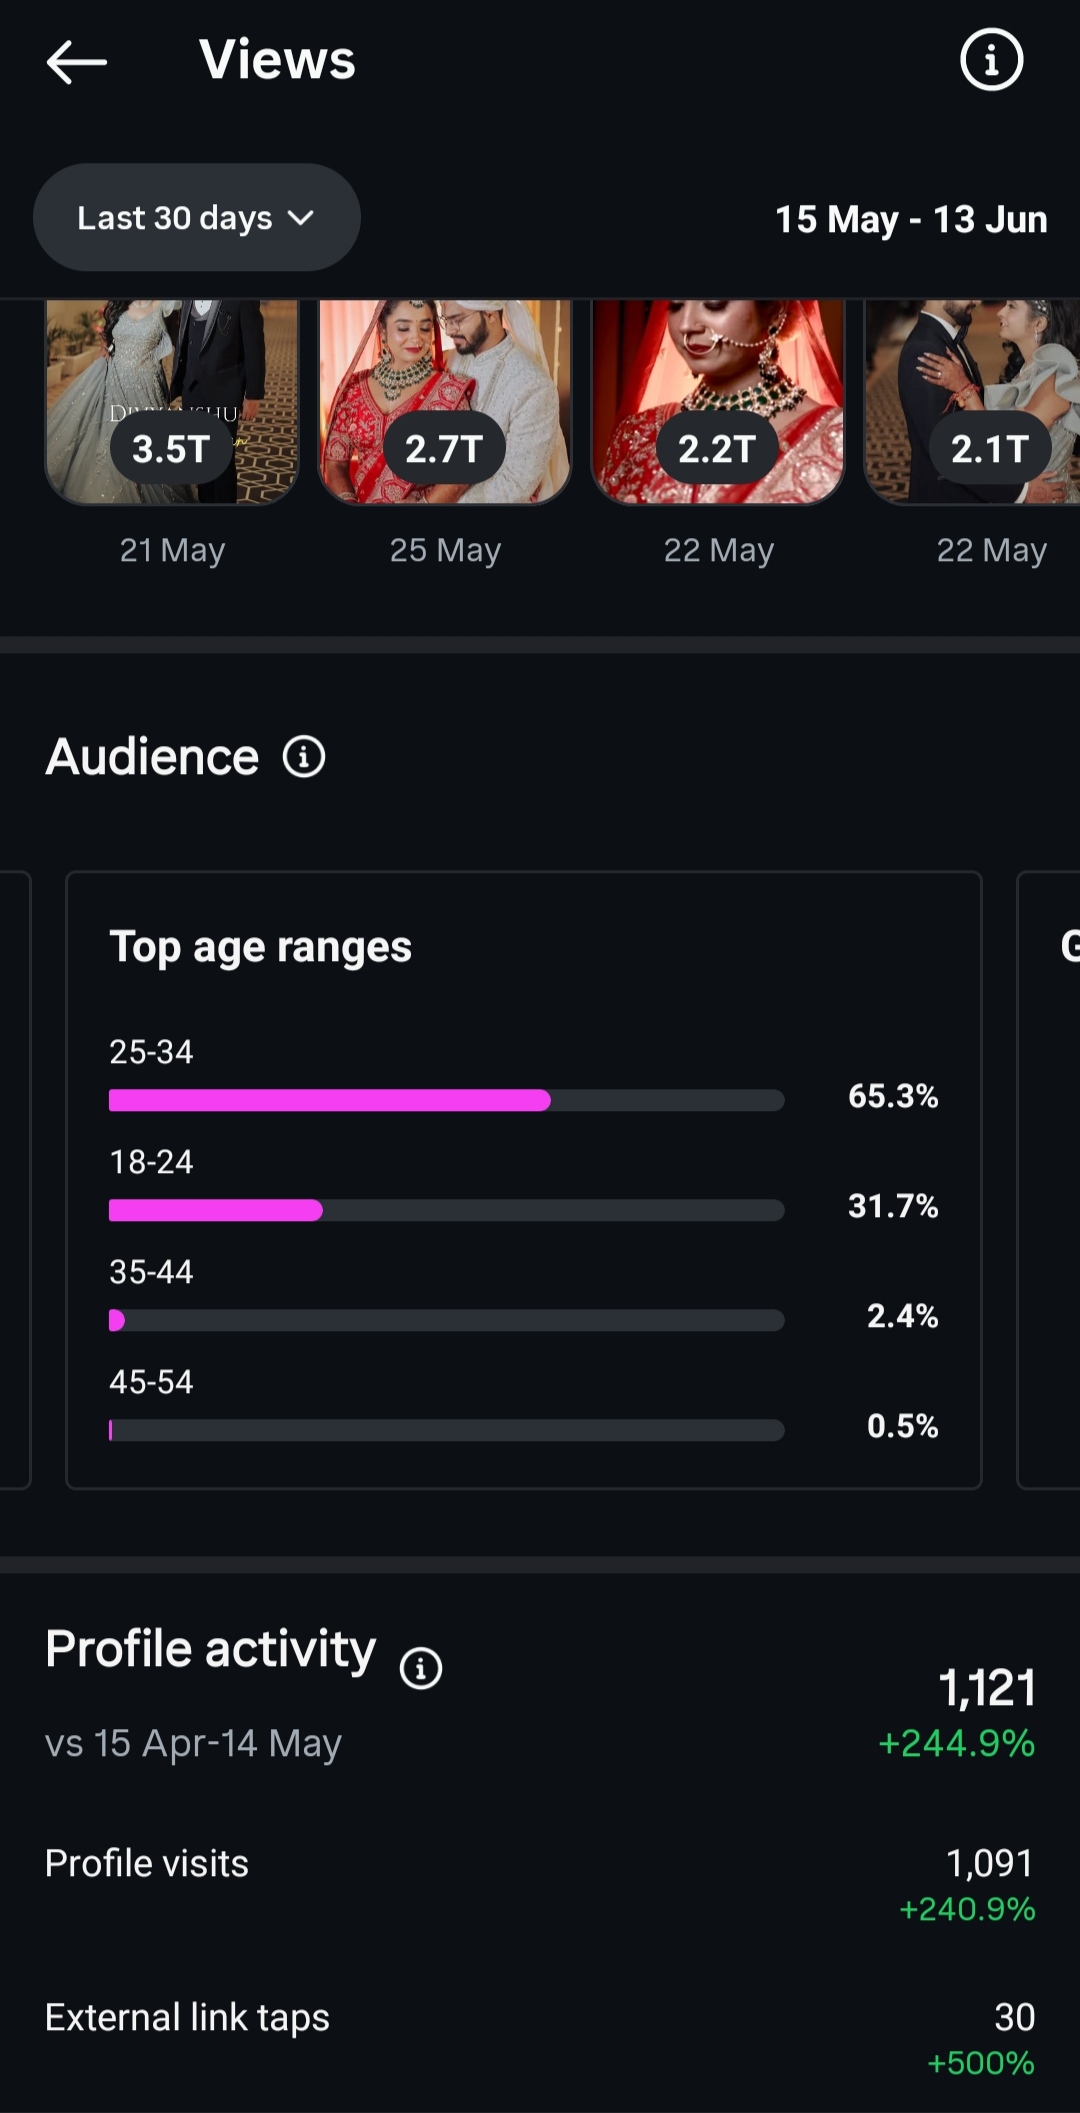 Views
Last 30 days
15 May - 13 Jun
3.5T
2.7T
2.2T
2.1T
21 May
25 May
22 May
22 May
Audience
Top age ranges
G
25-34
65.3%
18-24
31.7%
35-44
2.4%
45-54
0.5%
Profile activity
1,121
vs 15 Apr-14 May
+244.9%
Profile visits
1,091
+240.9%
External link taps
30
+500%